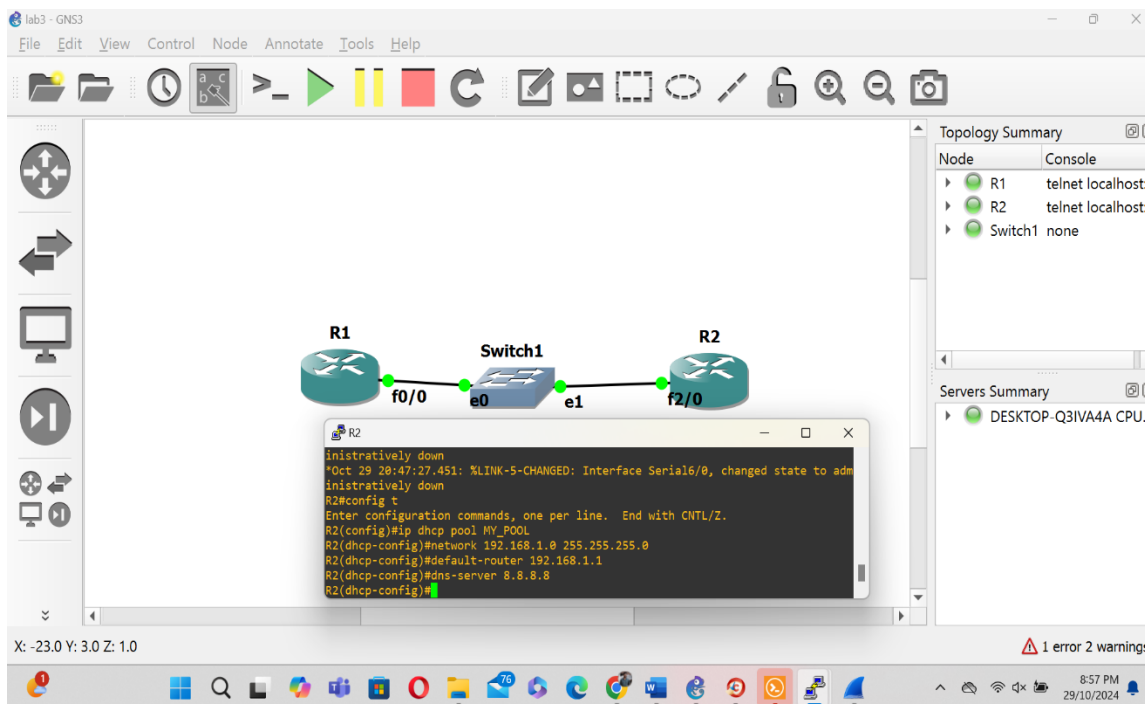 lab3 - GNS3
File Edit View Control Node Annotate Tools Help
Topology Summary
Node Console
R1 telnet localhost:
R2 telnet localhost:
Switch1 none
R1
Switch1
R2
f0/0
e0
e1
f2/0
R2
inistratively down
*Oct 29 20:47:27.451: %LINK-5-CHANGED: Interface Serial6/0, changed state to adm
inistratively down
R2#config t
Enter configuration commands, one per line.  End with CNTL/Z.
R2(config)#ip dhcp pool MY_POOL
R2(dhcp-config)#network 192.168.1.0 255.255.255.0
R2(dhcp-config)#default-router 192.168.1.1
R2(dhcp-config)#dns-server 8.8.8.8
R2(dhcp-config)#
Servers Summary
DESKTOP-Q3IVA4A CPU.
X: -23.0 Y: 3.0 Z: 1.0
1 error 2 warnings
1
76
8:57 PM
29/10/2024